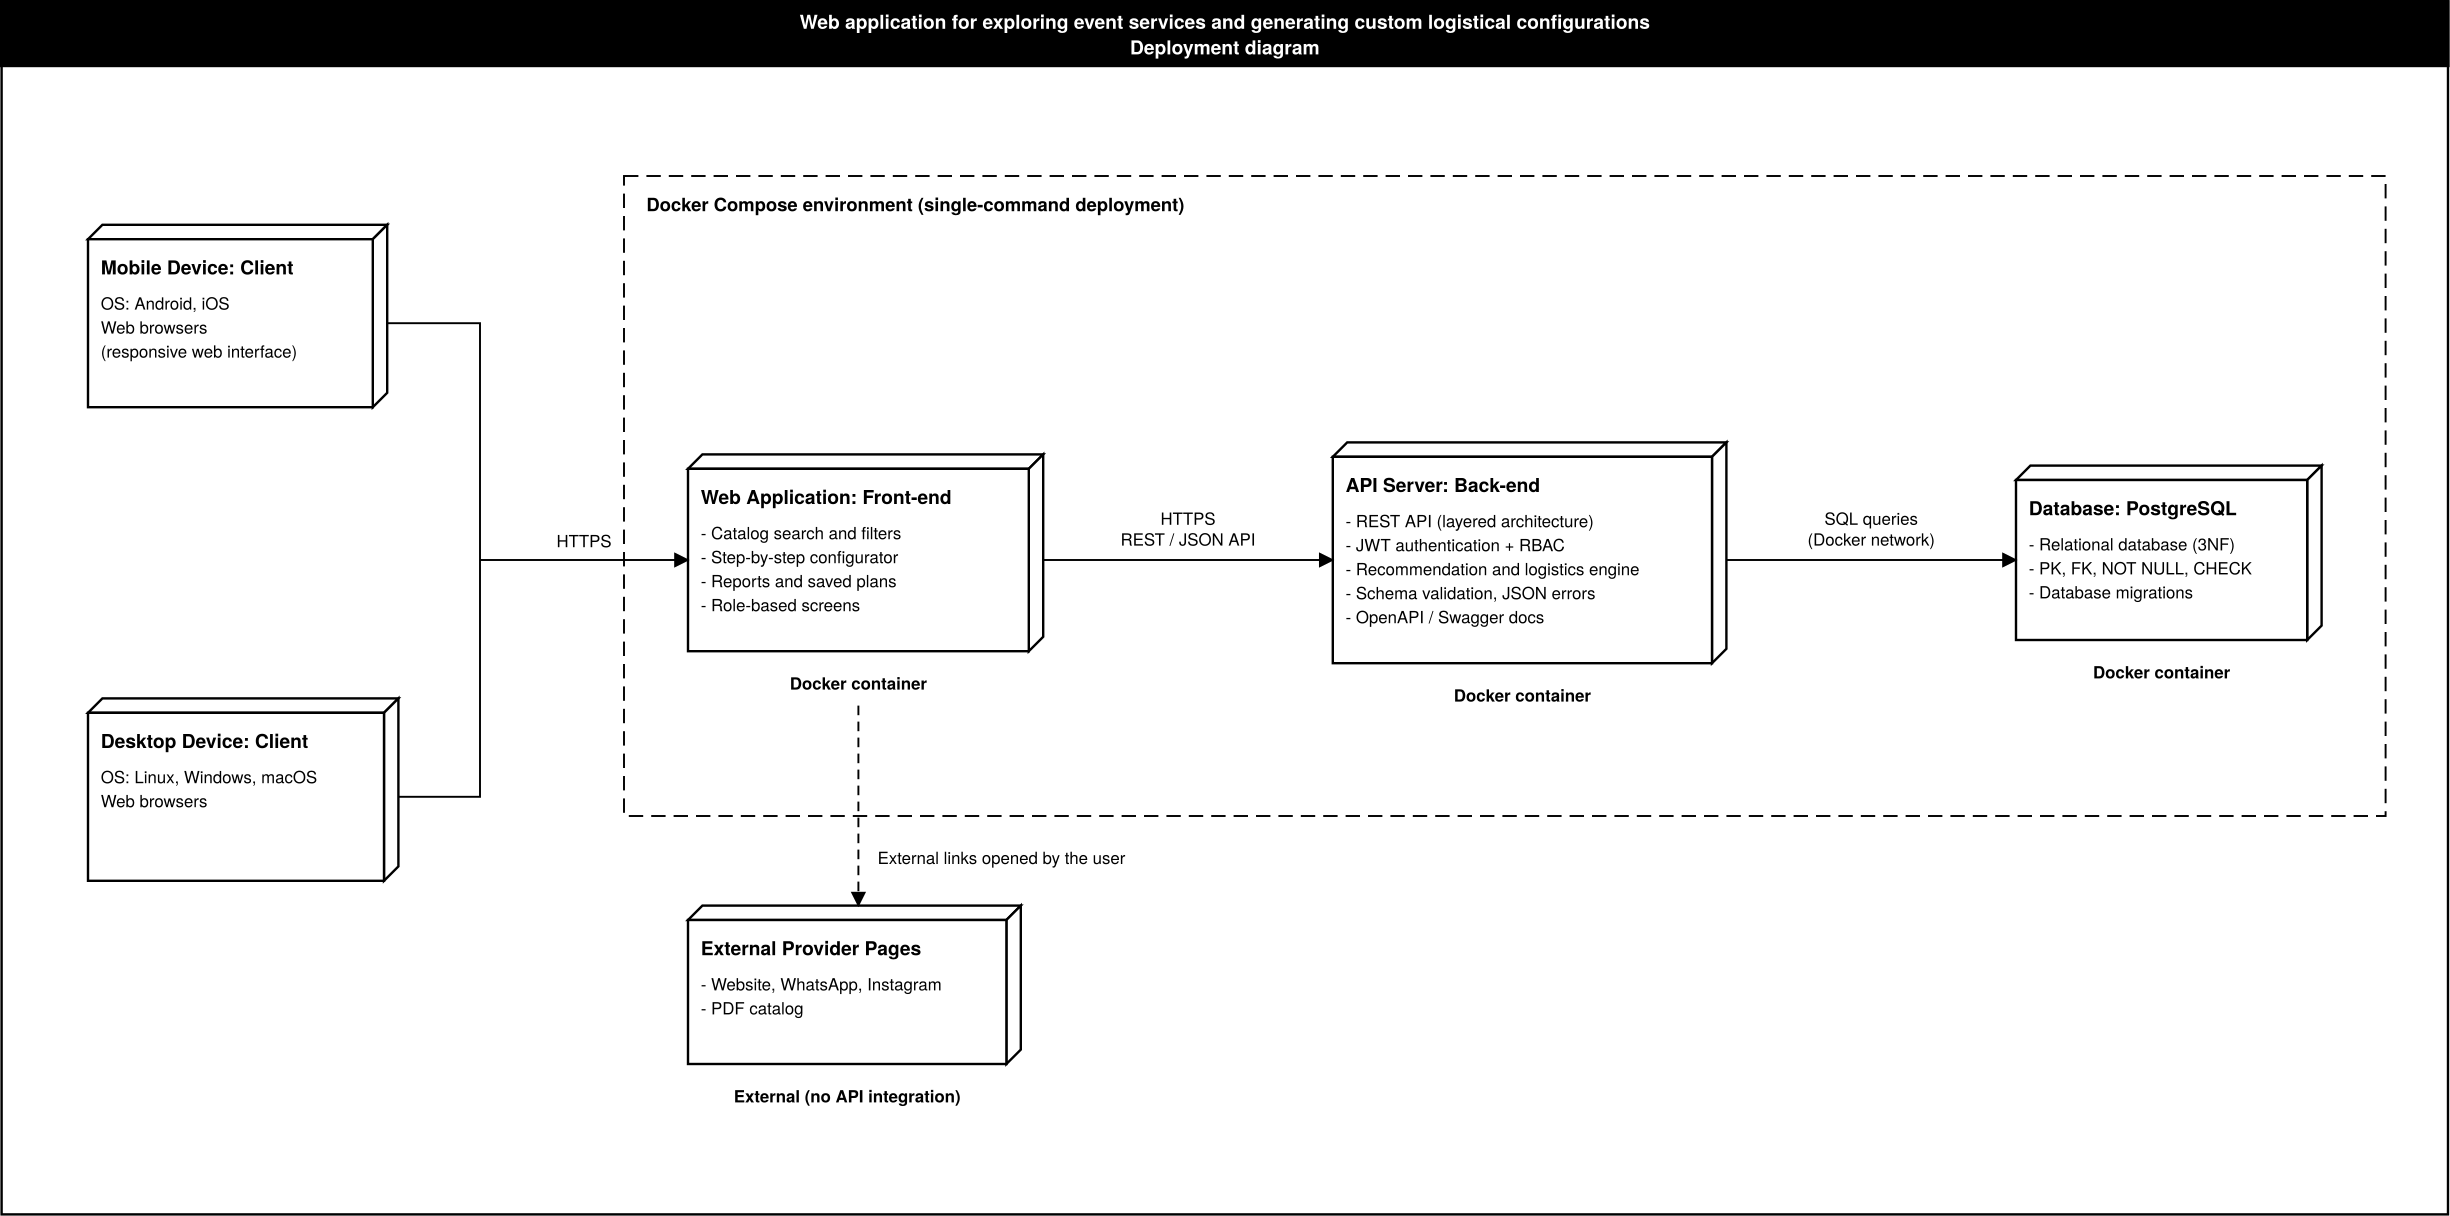 Web application for exploring event services and generating custom logistical configurations
Deployment diagram
Docker Compose environment (single-command deployment)
Mobile Device: Client
OS: Android, iOS
Web browsers
(responsive web interface)
Desktop Device: Client
OS: Linux, Windows, macOS
Web browsers
HTTPS
Web Application: Front-end
- Catalog search and filters
- Step-by-step configurator
- Reports and saved plans
- Role-based screens
Docker container
HTTPS
REST / JSON API
API Server: Back-end
- REST API (layered architecture)
- JWT authentication + RBAC
- Recommendation and logistics engine
- Schema validation, JSON errors
- OpenAPI / Swagger docs
Docker container
SQL queries
(Docker network)
Database: PostgreSQL
- Relational database (3NF)
- PK, FK, NOT NULL, CHECK
- Database migrations
Docker container
External links opened by the user
External Provider Pages
- Website, WhatsApp, Instagram
- PDF catalog
External (no API integration)